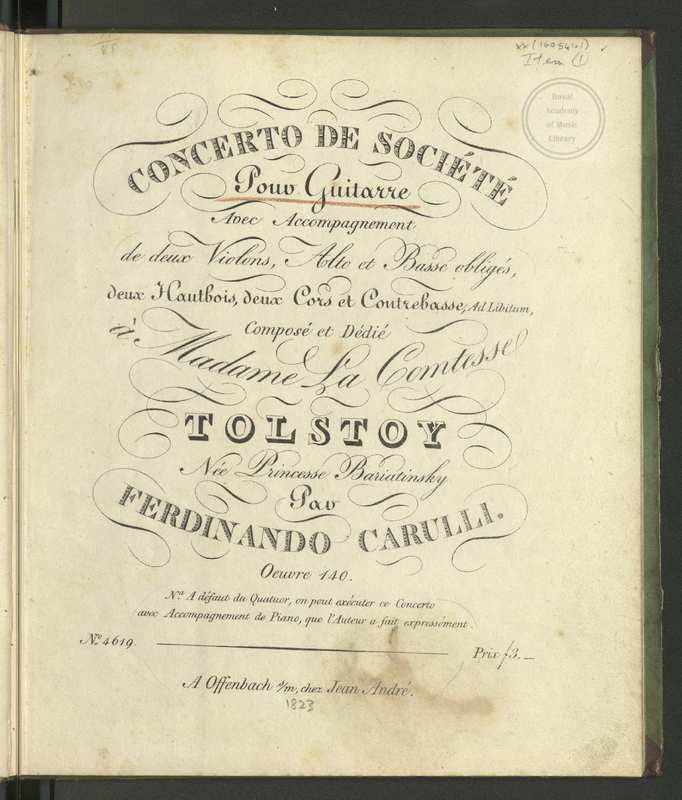 xx (160541.1)
Item (1)
Royal
Academy
of Music
Library
CONCERTO DE SOCIÉTÉ
Pour Guitarre
Avec Accompagnement
de deux Violons, Alto et Basse obligés,
deux Hautbois, deux Cors et Contrebasse, Ad Libitum,
Composé et Dédié
à Madame La Comtesse
TOLSTOY
Née Princesse Bariatinsky
Par
FERDINANDO CARULLI.
Oeuvre 140.
Na. A défaut du Quatuor, on peut exécuter ce Concerto
avec Accompagnement de Piano, que l'Auteur a fait expressément.
No. 4619.
Prix f3.—
A Offenbach s/m, chez Jean André.
1823